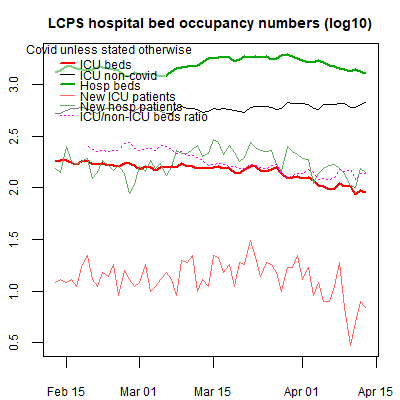 LCPS hospital bed occupancy numbers (log10)
Covid unless stated otherwise
ICU beds
ICU non-covid
Hosp beds
New ICU patients
New hosp patients
ICU/non-ICU beds ratio
3.0
2.5
2.0
1.5
1.0
0.5
Feb 15
Mar 01
Mar 15
Apr 01
Apr 15